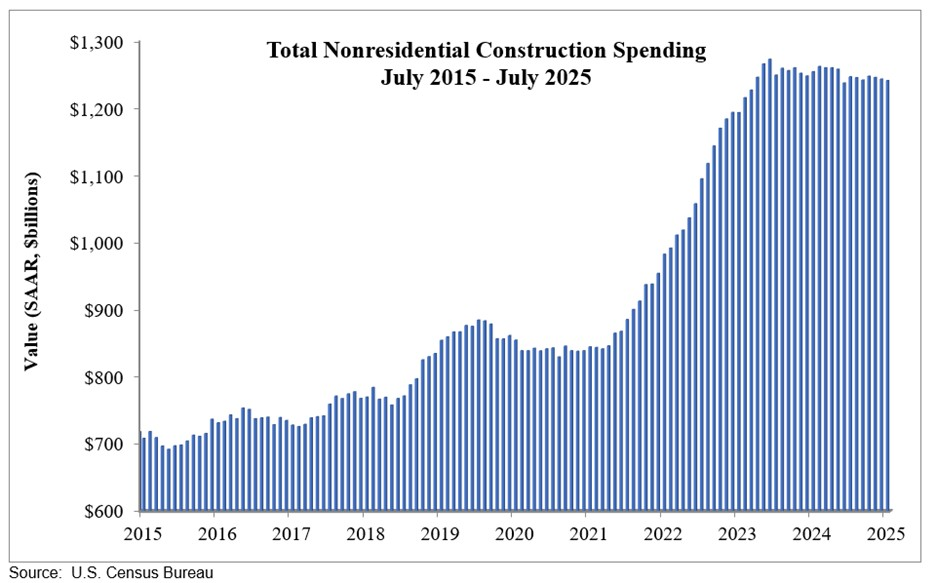 Total Nonresidential Construction Spending
July 2015 - July 2025
Value (SAAR, $billions)
$1,300
$1,200
$1,100
$1,000
$900
$800
$700
$600
2015 2016 2017 2018 2019 2020 2021 2022 2023 2024 2025
Source: U.S. Census Bureau